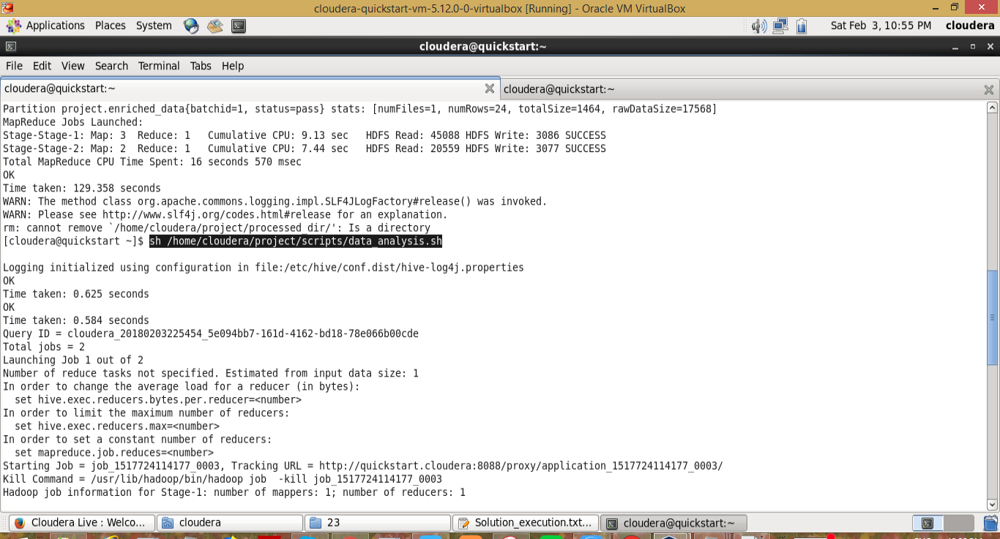 cloudera-quickstart-vm-5.12.0-0-virtualbox [Running] - Oracle VM VirtualBox
Applications Places System Sat Feb 3, 10:55 PM cloudera
cloudera@quickstart:~
File Edit View Search Terminal Tabs Help
cloudera@quickstart:~ cloudera@quickstart:~
Partition project.enriched_data{batchid=1, status=pass} stats: [numFiles=1, numRows=24, totalSize=1464, rawDataSize=17568]
MapReduce Jobs Launched:
Stage-Stage-1: Map: 3  Reduce: 1   Cumulative CPU: 9.13 sec   HDFS Read: 45088 HDFS Write: 3086 SUCCESS
Stage-Stage-2: Map: 2  Reduce: 1   Cumulative CPU: 7.44 sec   HDFS Read: 20559 HDFS Write: 3077 SUCCESS
Total MapReduce CPU Time Spent: 16 seconds 570 msec
OK
Time taken: 129.358 seconds
WARN: The method class org.apache.commons.logging.impl.SLF4JLogFactory#release() was invoked.
WARN: Please see http://www.slf4j.org/codes.html#release for an explanation.
rm: cannot remove `/home/cloudera/project/processed_dir/': Is a directory
[cloudera@quickstart ~]$ sh /home/cloudera/project/scripts/data_analysis.sh
Logging initialized using configuration in file:/etc/hive/conf.dist/hive-log4j.properties
OK
Time taken: 0.625 seconds
OK
Time taken: 0.584 seconds
Query ID = cloudera_20180203225454_5e094bb7-161d-4162-bd18-78e066b00cde
Total jobs = 2
Launching Job 1 out of 2
Number of reduce tasks not specified. Estimated from input data size: 1
In order to change the average load for a reducer (in bytes):
  set hive.exec.reducers.bytes.per.reducer=<number>
In order to limit the maximum number of reducers:
  set hive.exec.reducers.max=<number>
In order to set a constant number of reducers:
  set mapreduce.job.reduces=<number>
Starting Job = job_1517724114177_0003, Tracking URL = http://quickstart.cloudera:8088/proxy/application_1517724114177_0003/
Kill Command = /usr/lib/hadoop/bin/hadoop job  -kill job_1517724114177_0003
Hadoop job information for Stage-1: number of mappers: 1; number of reducers: 1
Cloudera Live : Welco... cloudera 23 Solution_execution.txt... cloudera@quickstart:~